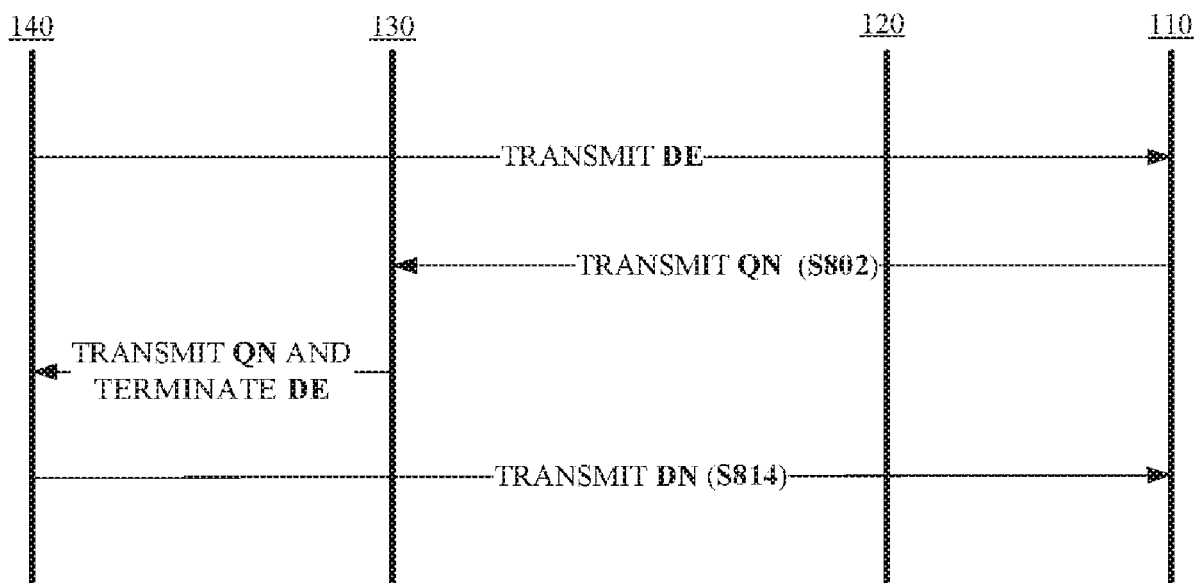 140 130 120 110
TRANSMIT DE
TRANSMIT QN (S802)
TRANSMIT QN AND
TERMINATE DE
TRANSMIT DN (S814)